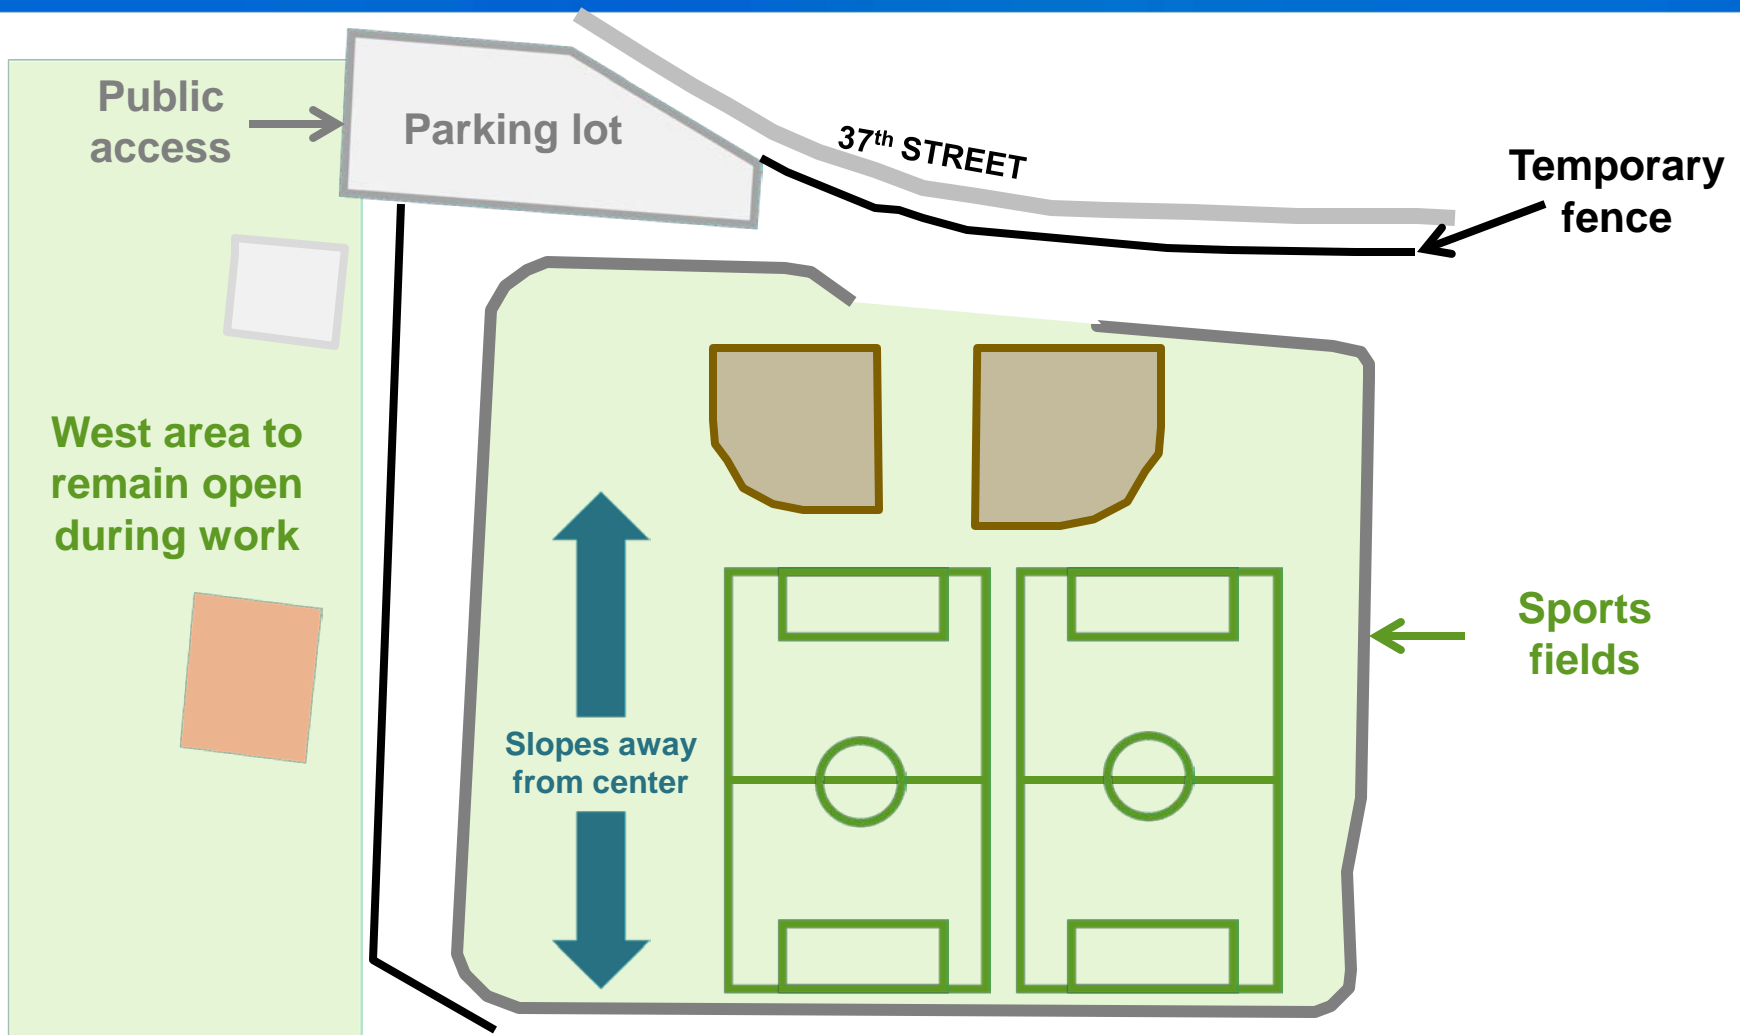 Public
access
Parking lot
37th STREET
Temporary
fence
West area to
remain open
during work
Sports
fields
Slopes away
from center